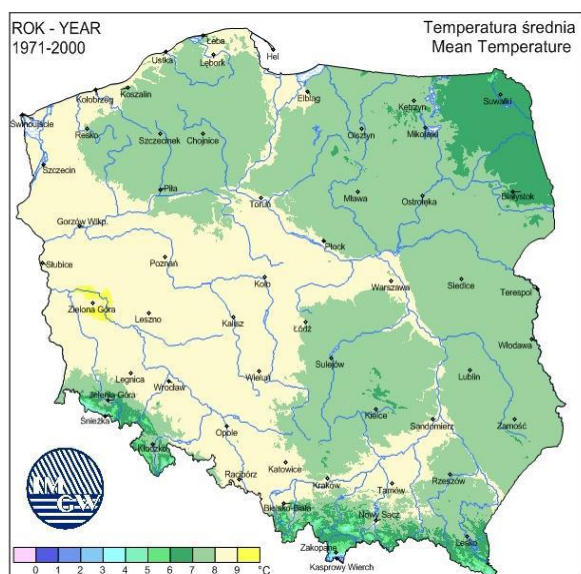 ROK - YEAR
1971-2000
Temperatura średnia
Mean Temperature
Łeba
Hel
Ustka
Lębork
Koszalin
Kołobrzeg
Elbląg
Kętrzyn
Suwałki
Świnoujście
Resko
Szczecinek
Chojnice
Olsztyn
Mikołajki
Szczecin
Piła
Toruń
Mława
Ostrołęka
Białystok
Gorzów Wlkp.
Płock
Słubice
Poznań
Koło
Warszawa
Siedlce
Terespol
Zielona Góra
Leszno
Kalisz
Łódź
Sulejów
Włodawa
Legnica
Wrocław
Wieluń
Lublin
Jelenia Góra
Śnieżka
Opole
Kielce
Sandomierz
Zamość
Kłodzko
Racibórz
Katowice
Kraków
Tarnów
Rzeszów
Bielsko-Biała
Nowy Sącz
Lesko
Zakopane
Kasprowy Wierch
IM
GW
0 1 2 3 4 5 6 7 8 9 °C